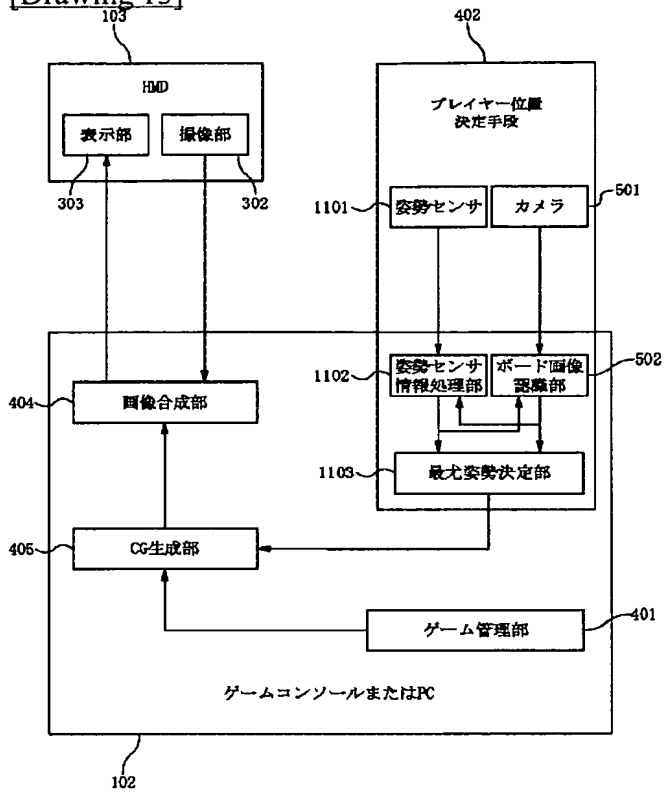 [Drawing 15]
103
402
HMD
表示部
撮像部
303
302
プレイヤー位置
決定手段
1101
姿勢センサ
カメラ
501
1102
姿勢センサ
情報処理部
ボード画像
認識部
502
404
画像合成部
1103
最尤姿勢決定部
405
CG生成部
ゲーム管理部
401
ゲームコンソールまたはPC
102